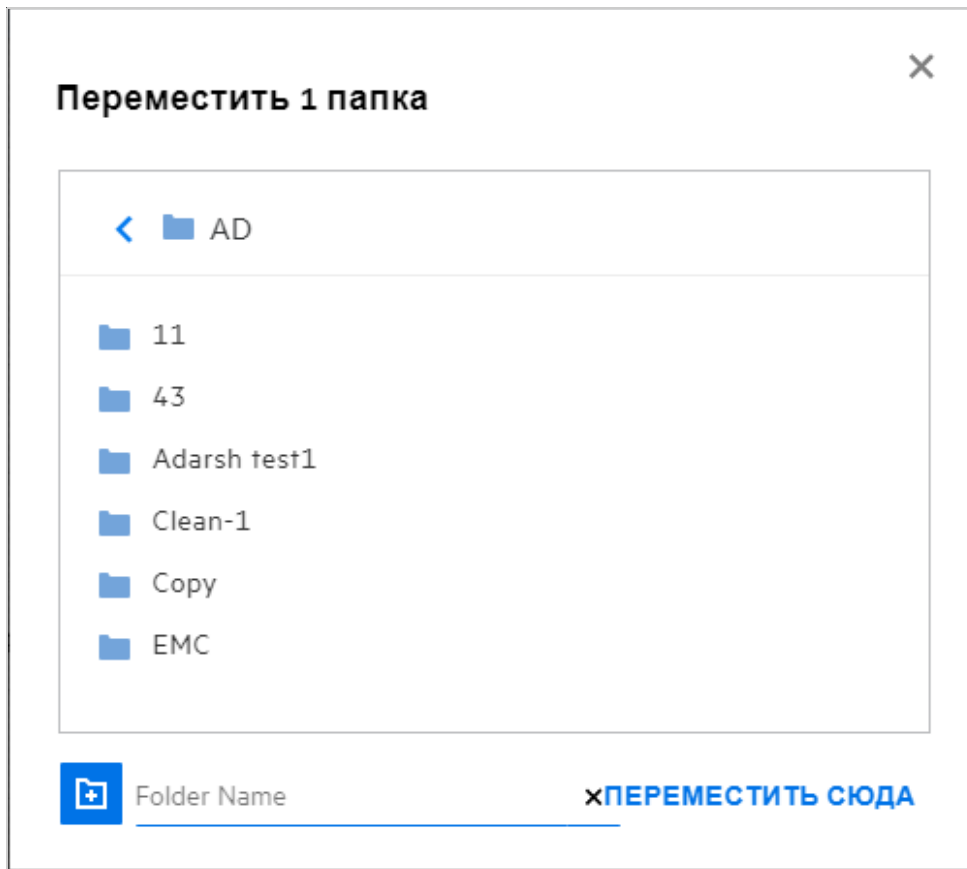 Переместить 1 папка
AD
11
43
Adarsh test1
Clean-1
Copy
EMC
Folder Name
ПЕРЕМЕСТИТЬ СЮДА